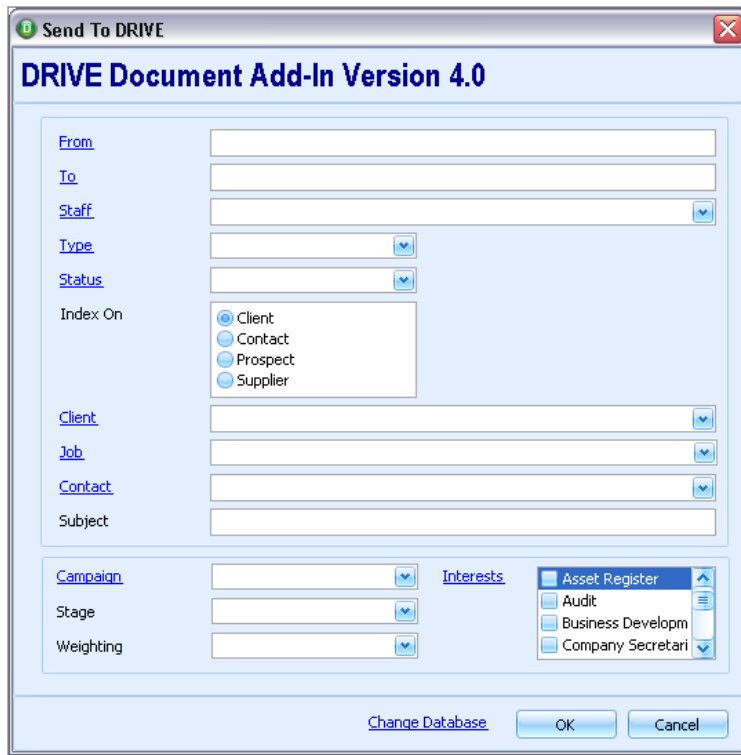 Send To DRIVE
DRIVE Document Add-In Version 4.0
From
To
Staff
Type
Status
Index On
Client
Contact
Prospect
Supplier
Client
Job
Contact
Subject
Campaign
Stage
Weighting
Interests
Asset Register
Audit
Business Developm
Company Secretari
Change Database
OK
Cancel